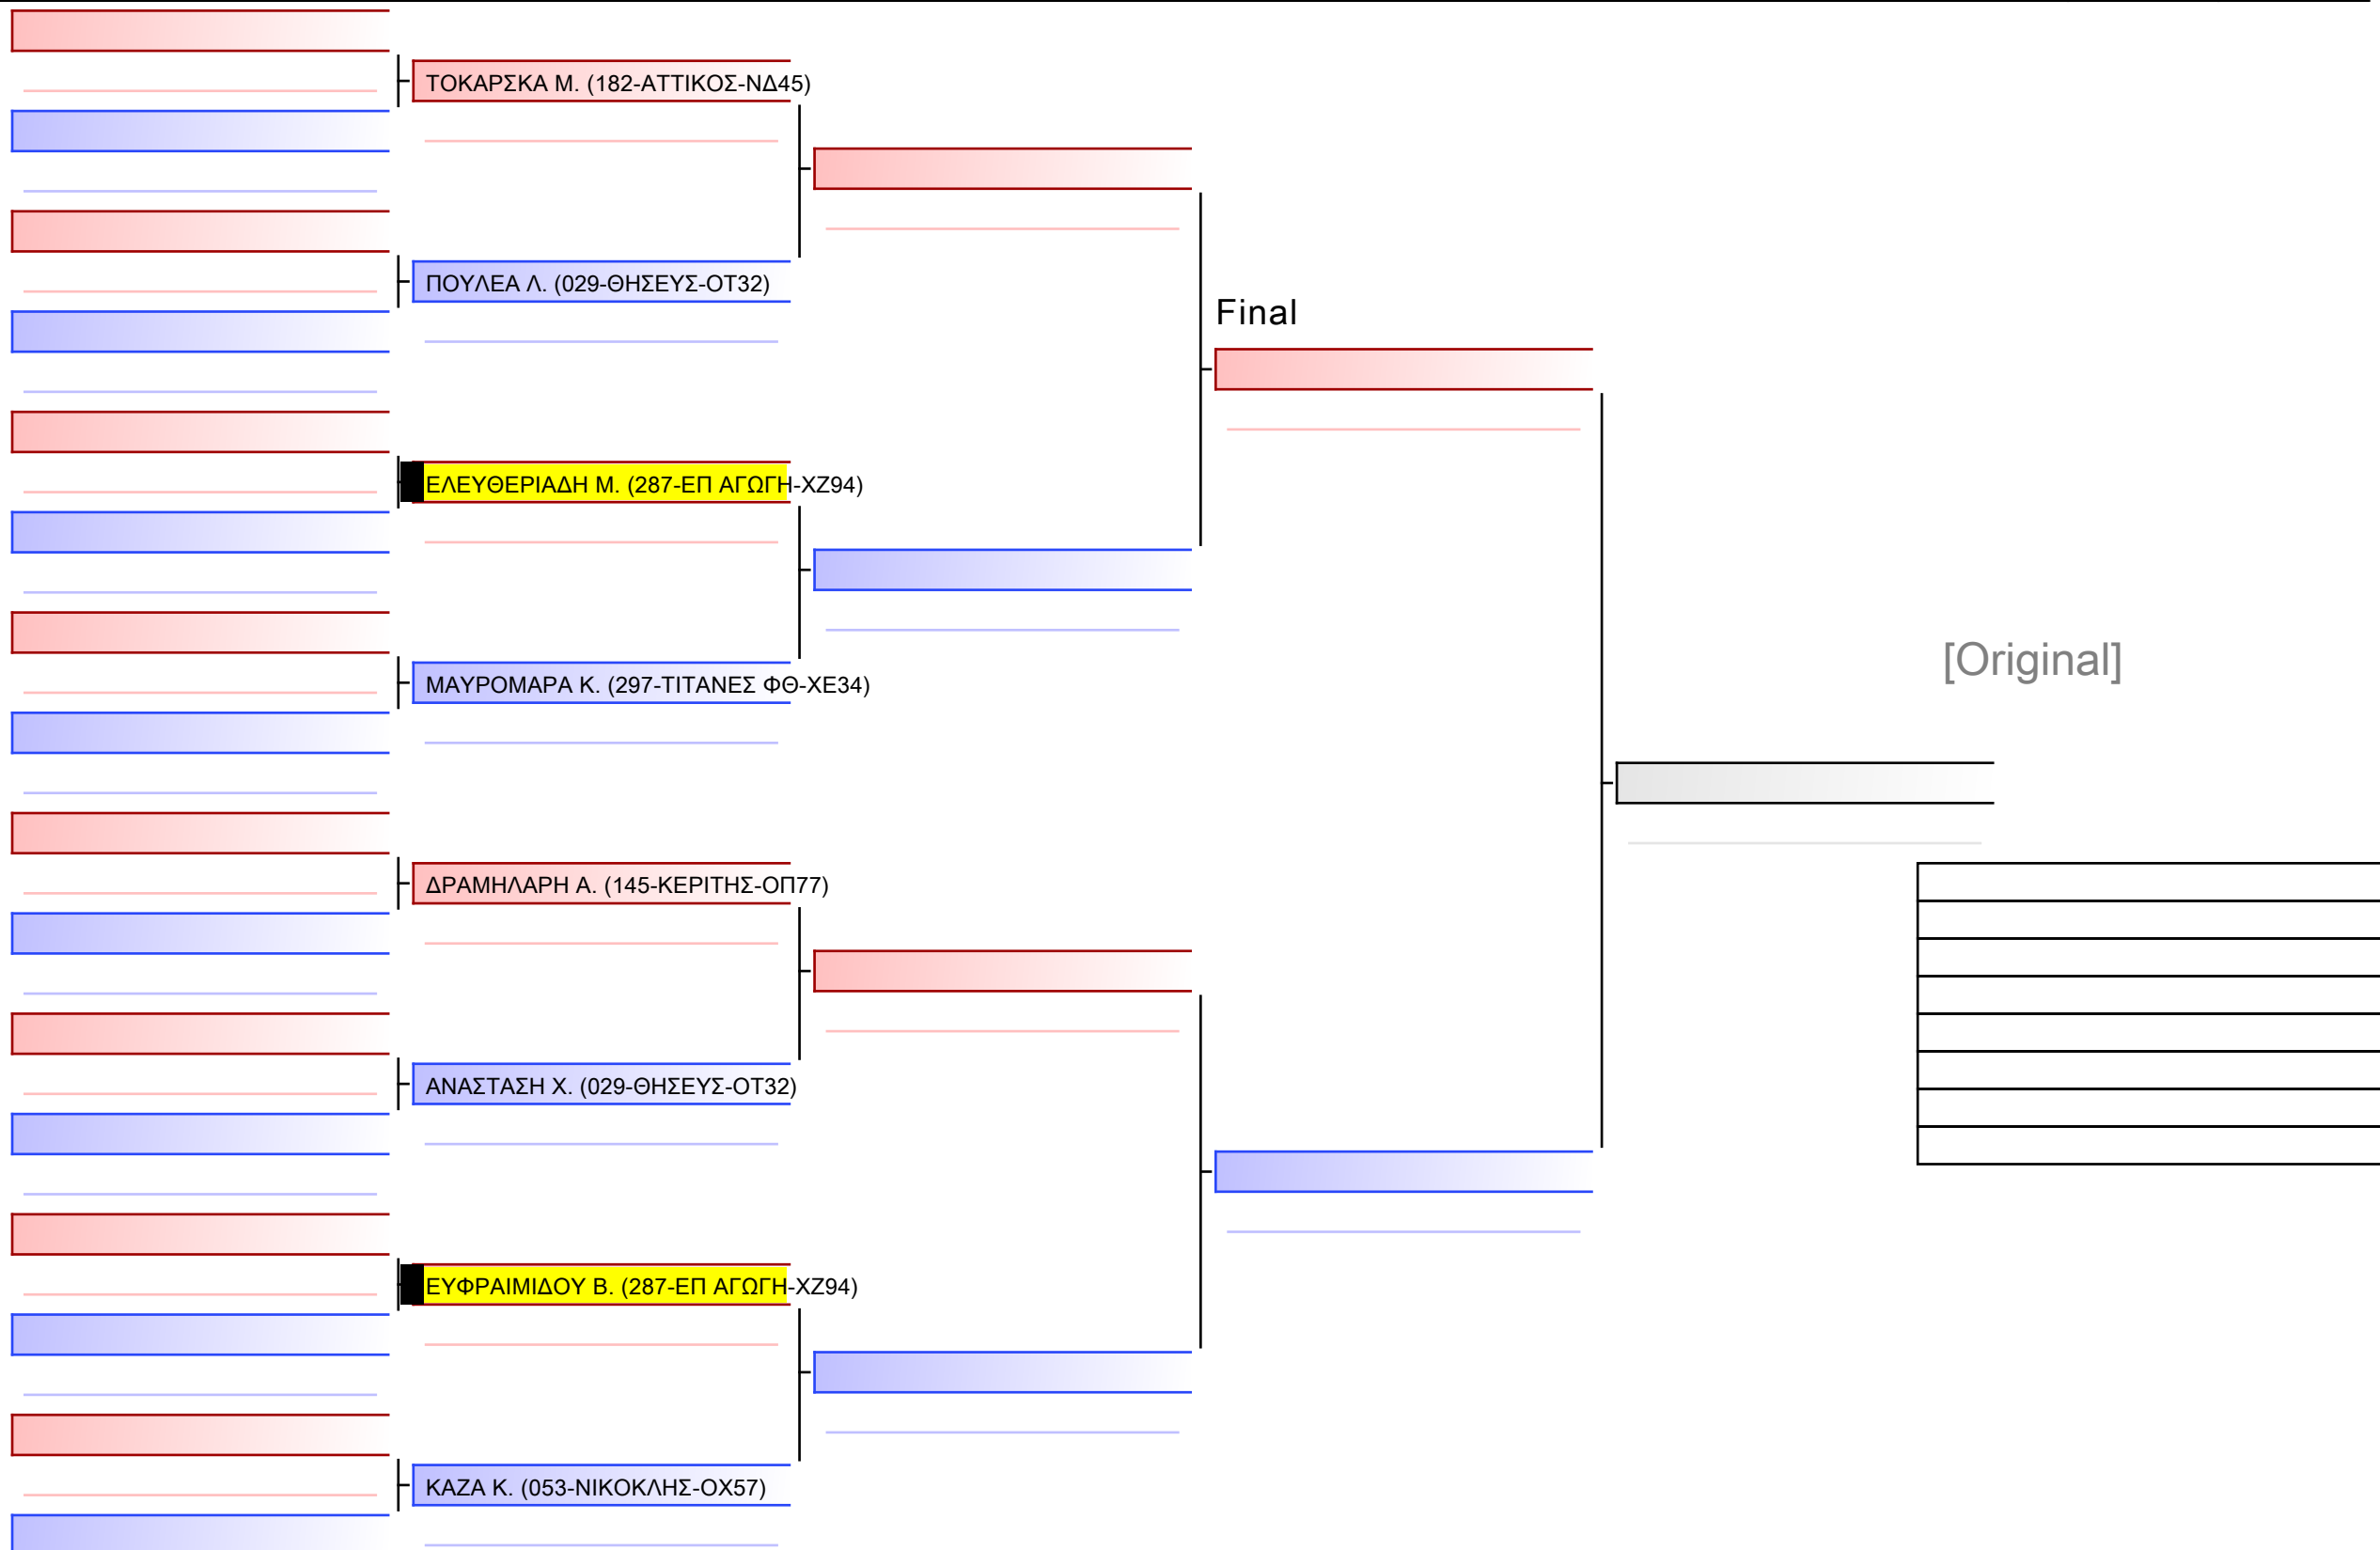 ΤΟΚΑΡΣΚΑ Μ. (182-ΑΤΤΙΚΟΣ-ΝΔ45)
ΠΟΥΛΕΑ Λ. (029-ΘΗΣΕΥΣ-ΟΤ32)
Final
ΕΛΕΥΘΕΡΙΑΔΗ Μ. (287-ΕΠ ΑΓΩΓΗ-ΧΖ94)
ΜΑΥΡΟΜΑΡΑ Κ. (297-ΤΙΤΑΝΕΣ ΦΘ-ΧΕ34)
[Original]
ΔΡΑΜΗΛΑΡΗ Α. (145-ΚΕΡΙΤΗΣ-ΟΠ77)
ΑΝΑΣΤΑΣΗ Χ. (029-ΘΗΣΕΥΣ-ΟΤ32)
ΕΥΦΡΑΙΜΙΔΟΥ Β. (287-ΕΠ ΑΓΩΓΗ-ΧΖ94)
ΚΑΖΑ Κ. (053-ΝΙΚΟΚΛΗΣ-ΟΧ57)